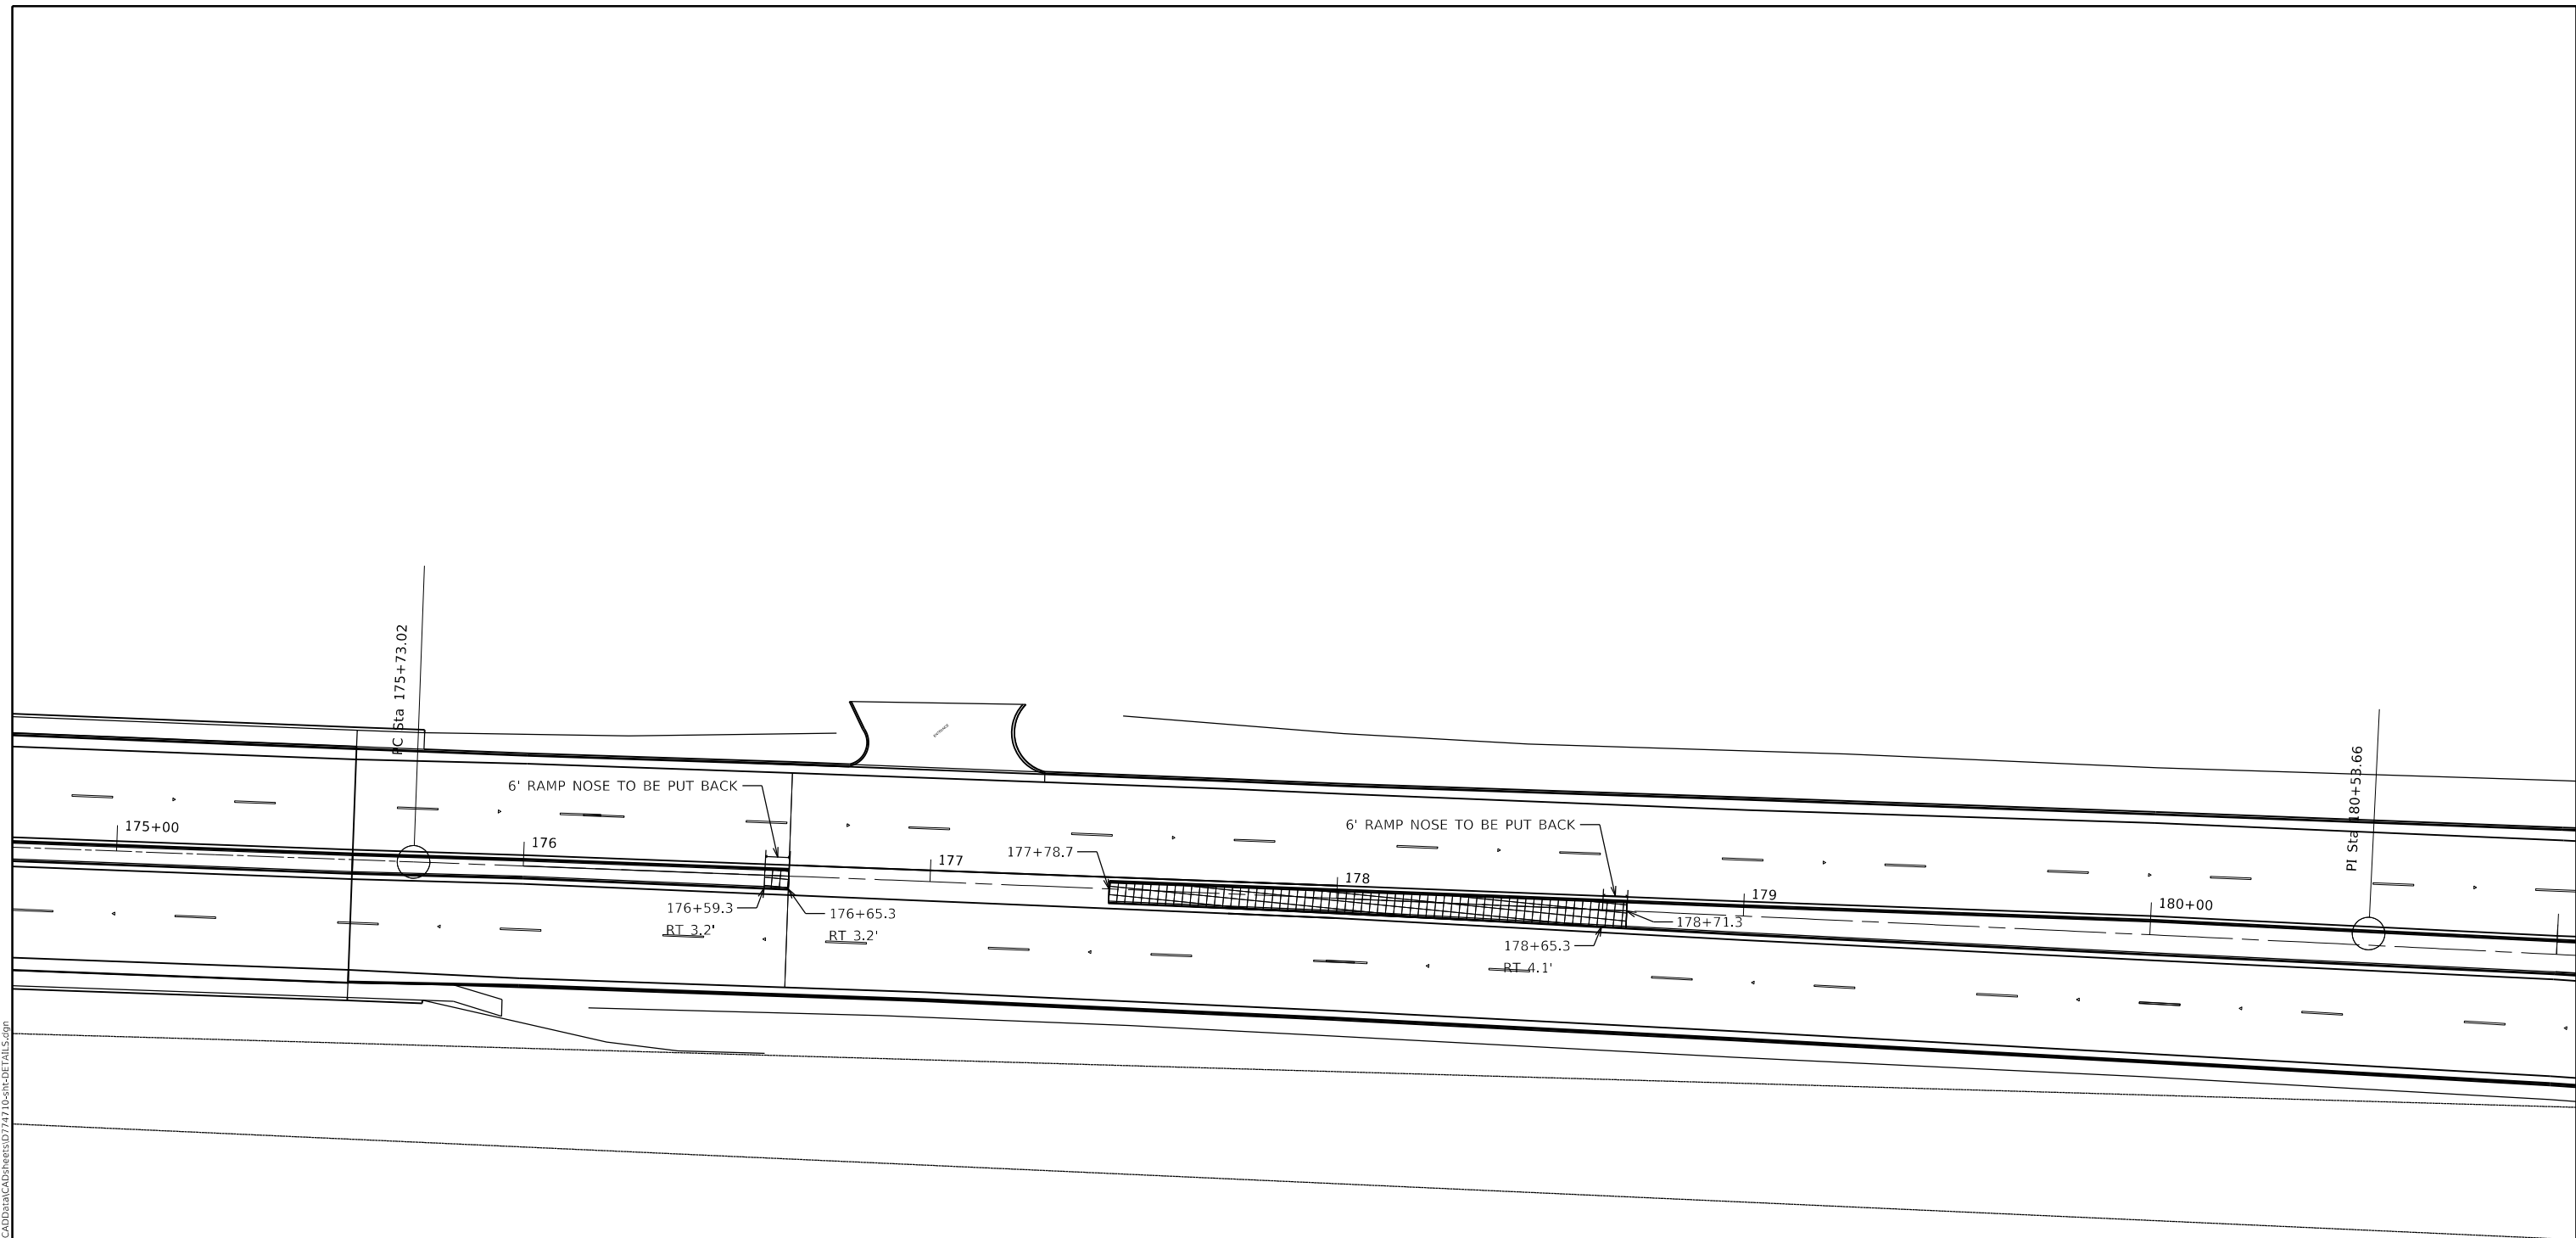 PC Sta 175+73.02
PI Sta 180+53.66
ENTRANCE
6' RAMP NOSE TO BE PUT BACK
175+00
176
6' RAMP NOSE TO BE PUT BACK
177+78.7
177
178
179
180+00
176+59.3
RT 3.2'
176+65.3
RT 3.2'
178+71.3
178+65.3
RT 4.1'
CADData\CADsheets\D774710-sht-DETAILS.dgn